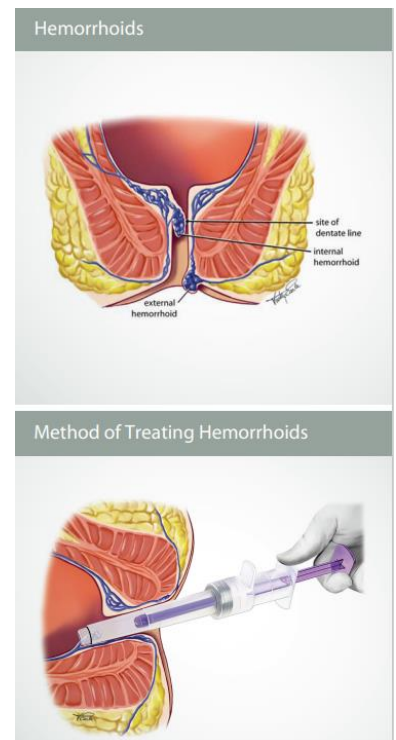 Hemorrhoids
site of
dentate line
internal
hemorrhoid
external
hemorrhoid
Method of Treating Hemorrhoids